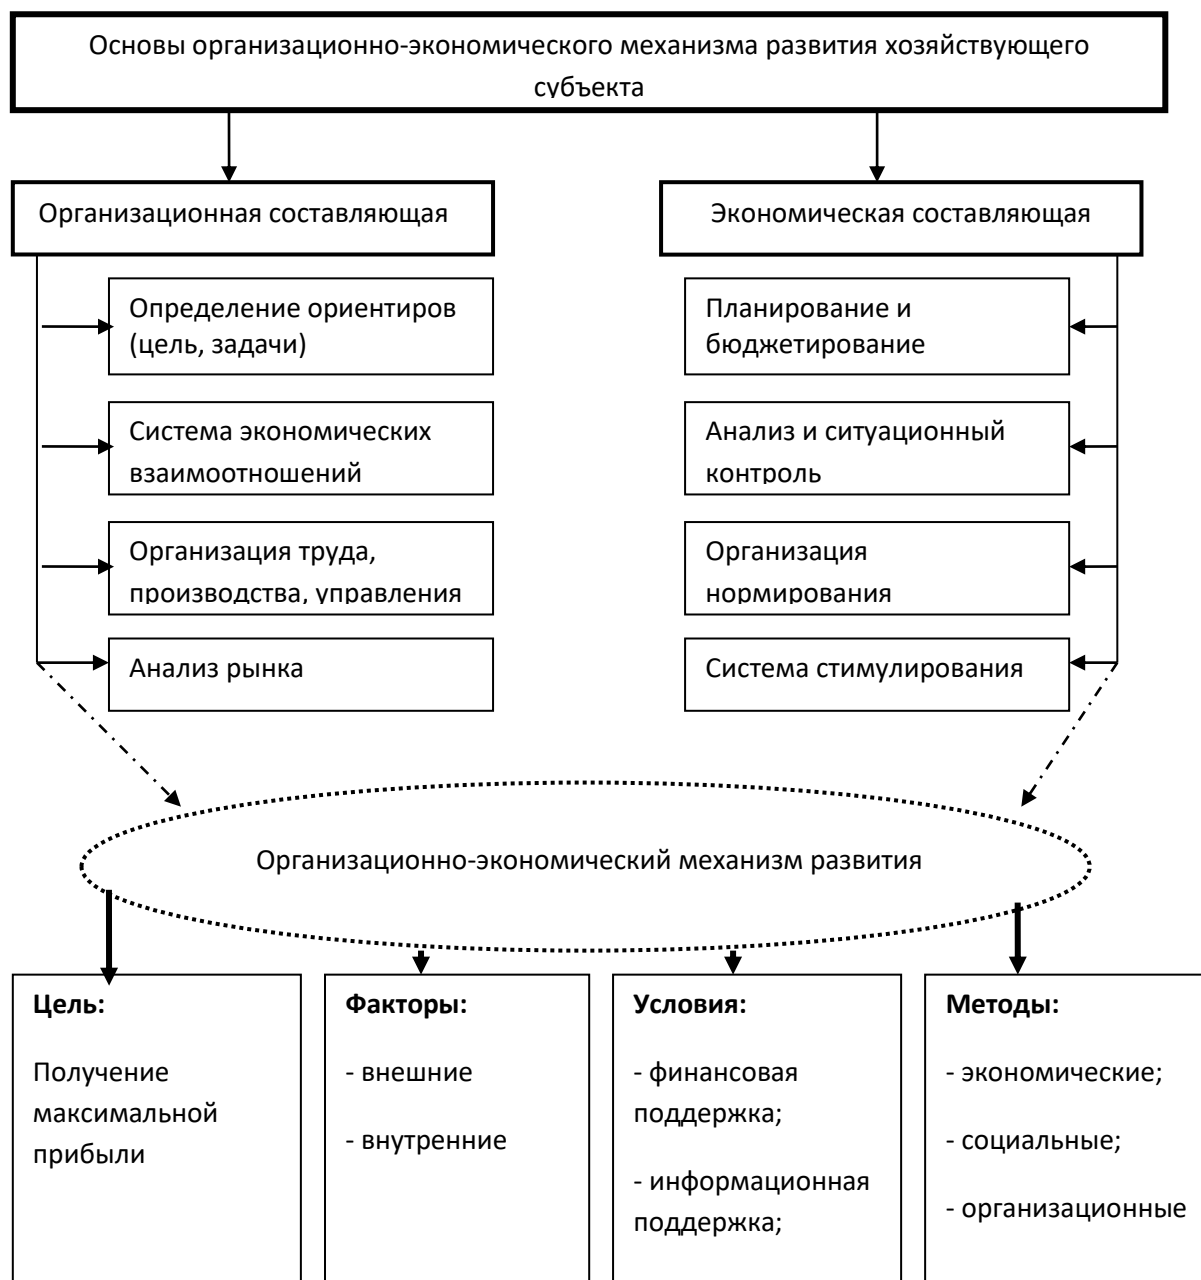 Основы организационно-экономического механизма развития хозяйствующего
субъекта
Организационная составляющая
Экономическая составляющая
Определение ориентиров
(цель, задачи)
Система экономических
взаимоотношений
Организация труда,
производства, управления
Анализ рынка
Планирование и
бюджетирование
Анализ и ситуационный
контроль
Организация
нормирования
Система стимулирования
Организационно-экономический механизм развития
Цель:
Получение
максимальной
прибыли
Факторы:
- внешние
- внутренние
Условия:
- финансовая
поддержка;
- информационная
поддержка;
Методы:
- экономические;
- социальные;
- организационные